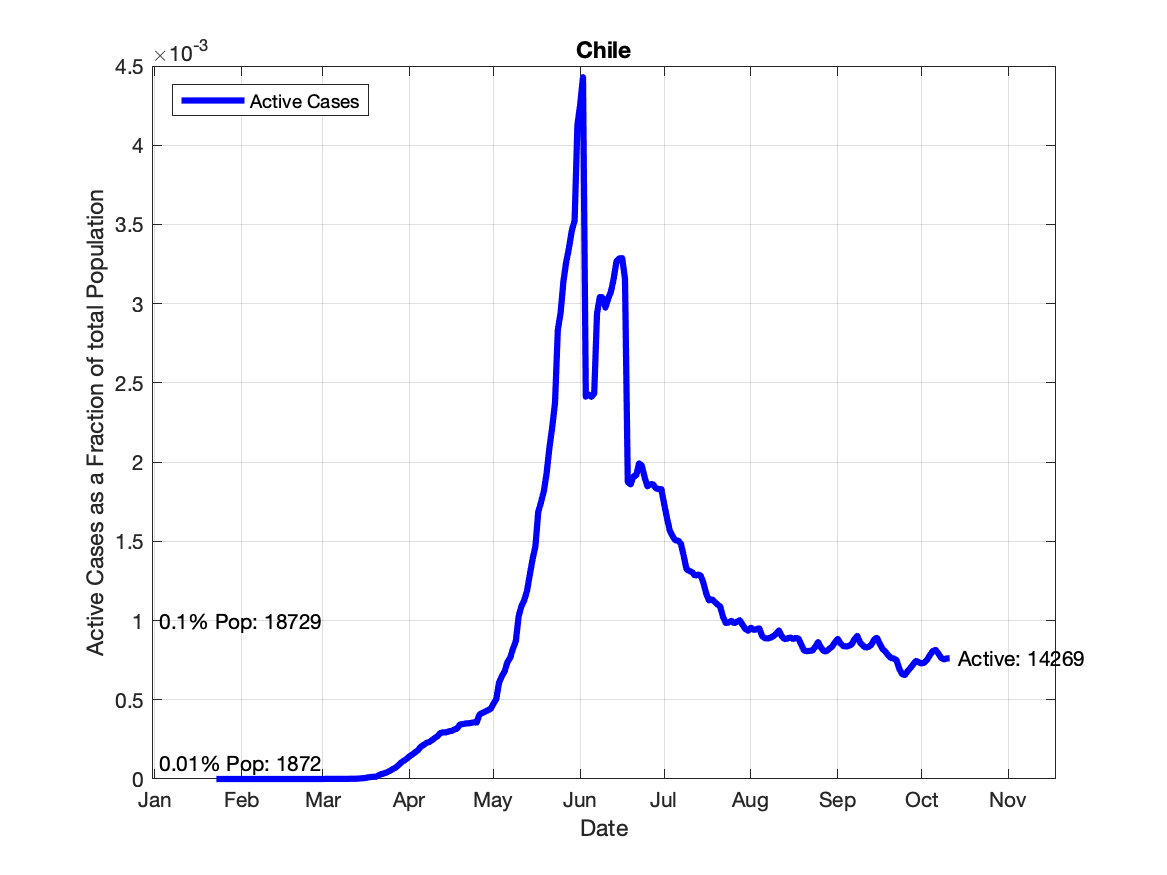 Chile
×10-3
4.5
4
3.5
3
2.5
2
1.5
1
0.5
0
Active Cases as a Fraction of total Population
Active Cases
0.1% Pop: 18729
0.01% Pop: 1872
Active: 14269
Jan Feb Mar Apr May Jun Jul Aug Sep Oct Nov
Date